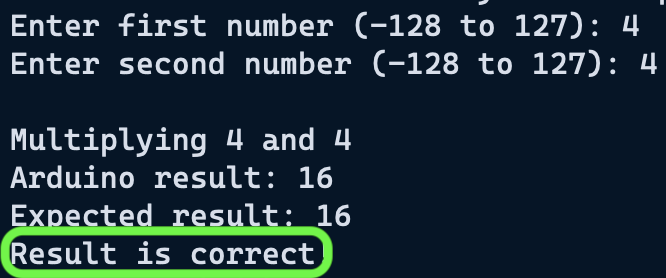 Enter first number (-128 to 127): 4
Enter second number (-128 to 127): 4
Multiplying 4 and 4
Arduino result: 16
Expected result: 16
Result is correct